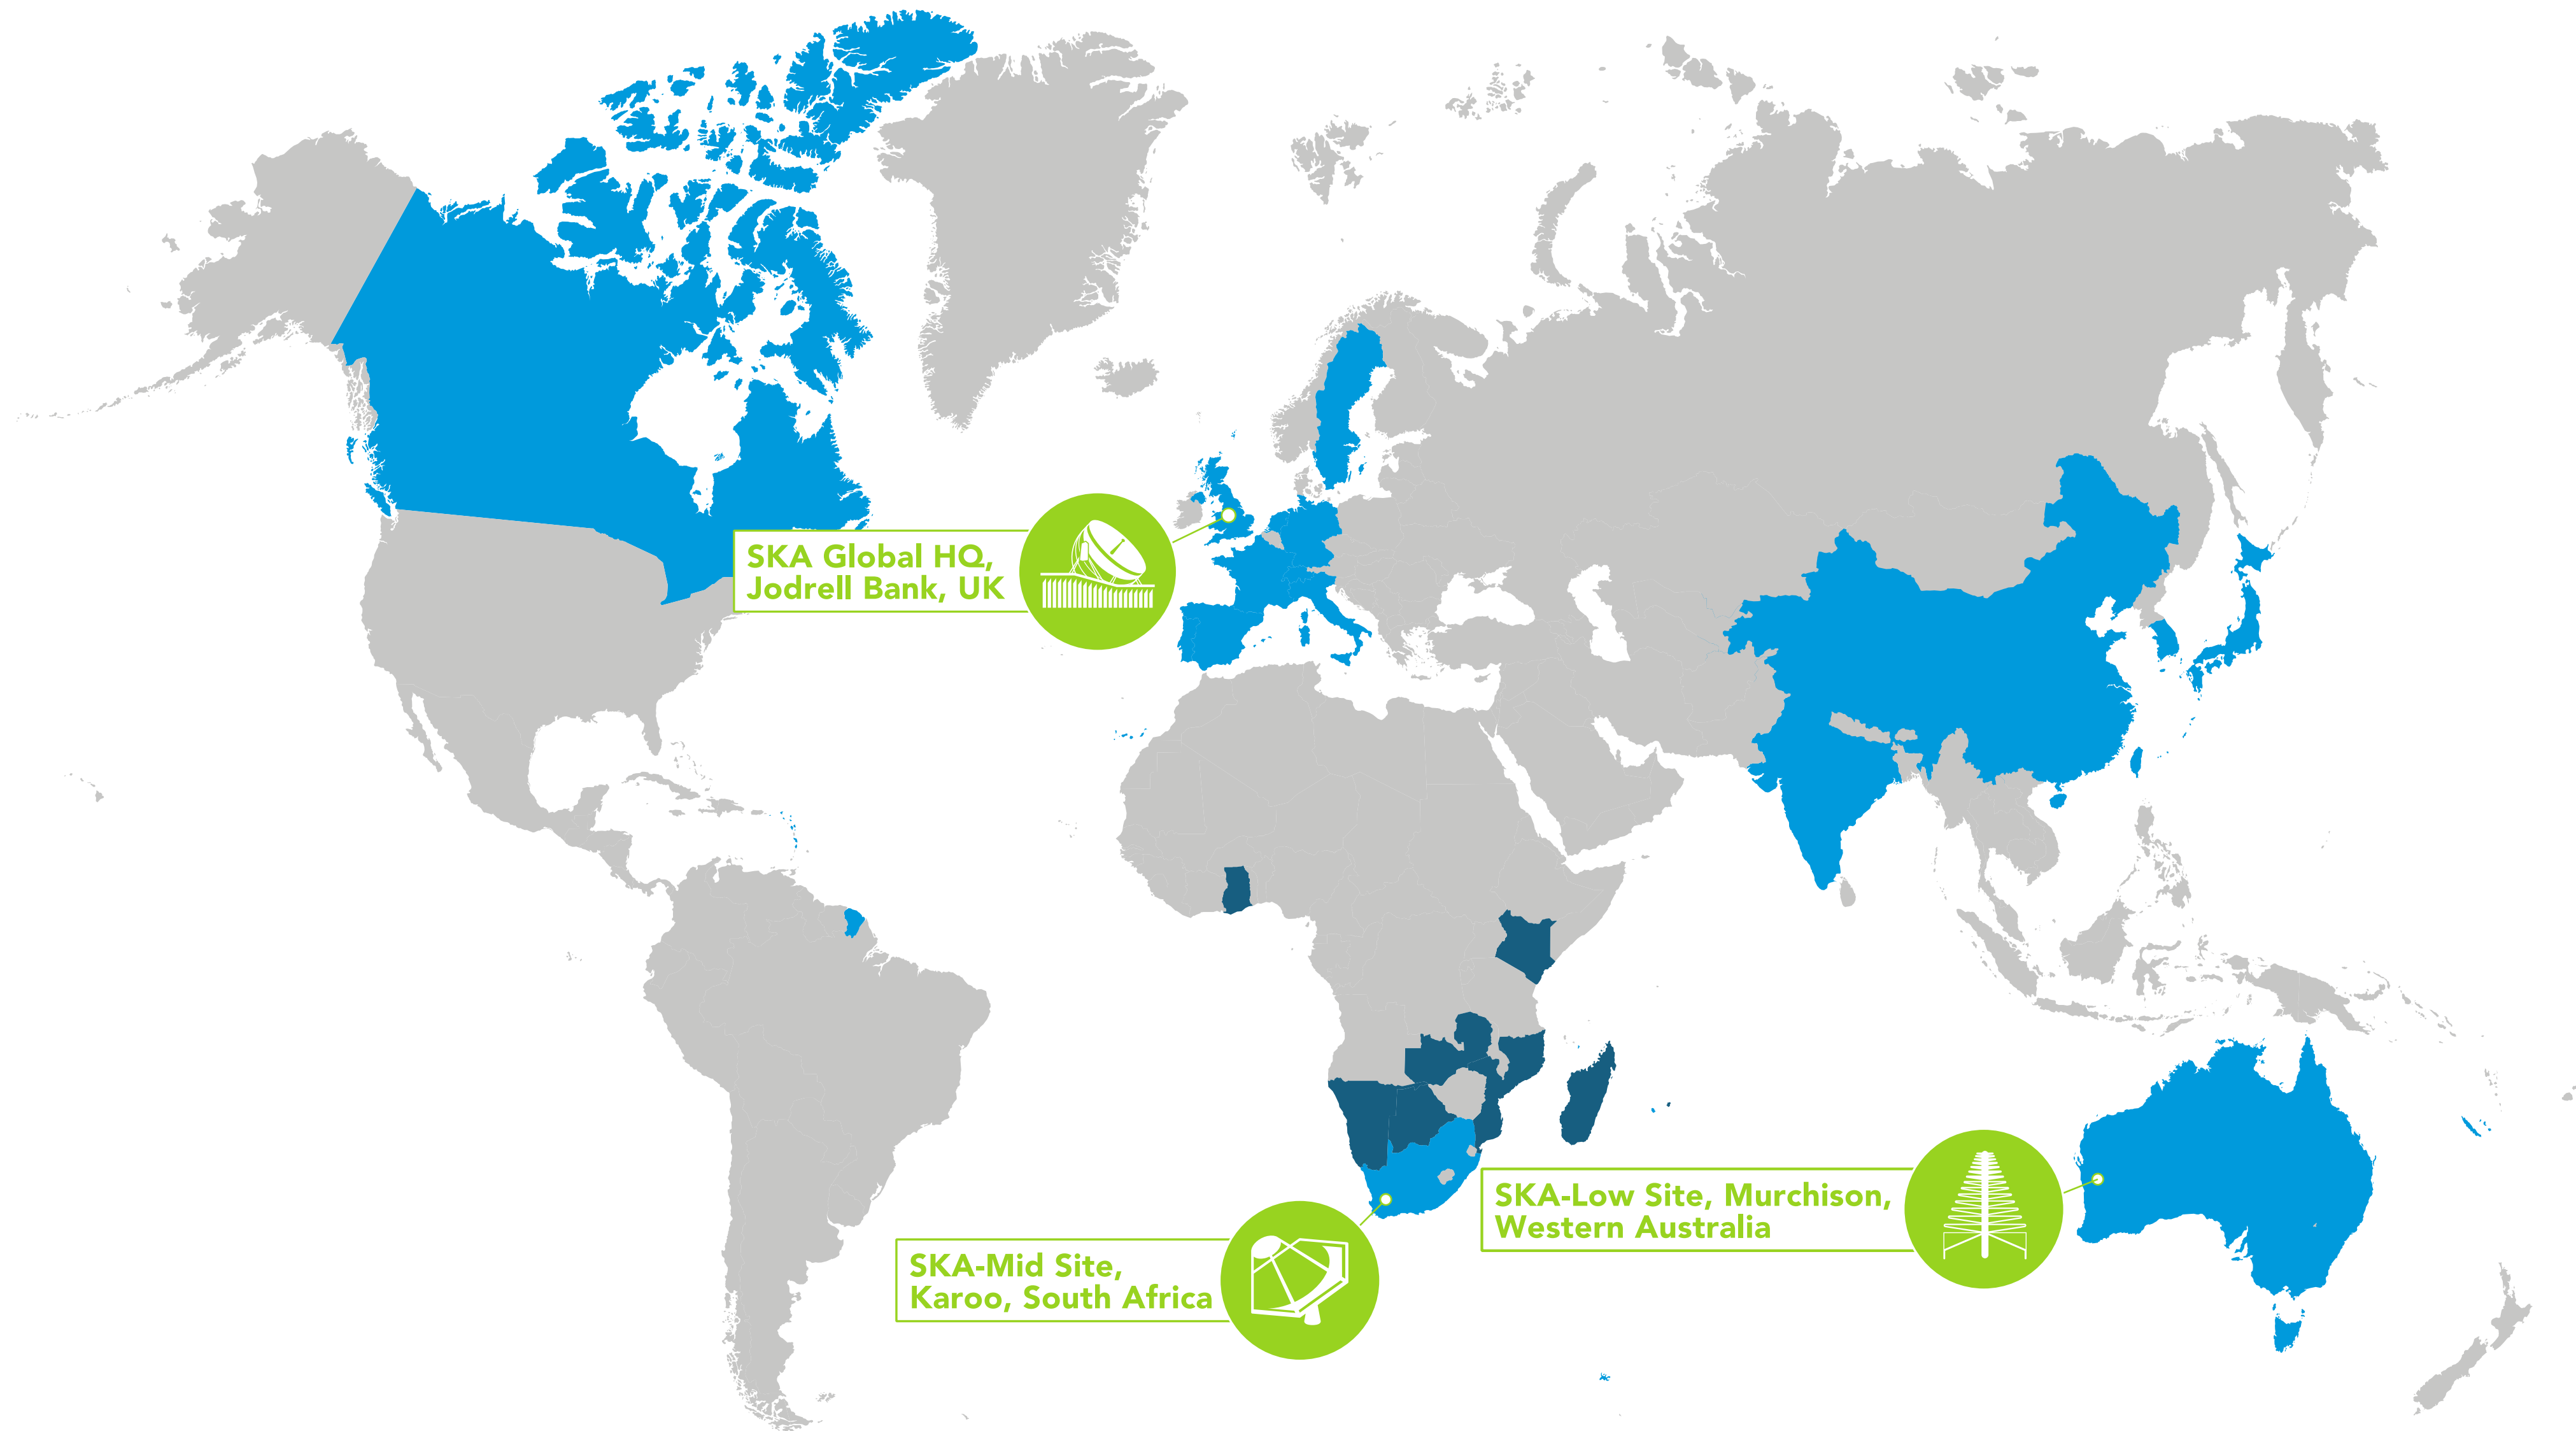 SKA Global HQ,
Jodrell Bank, UK
SKA-Low Site, Murchison,
Western Australia
SKA-Mid Site,
Karoo, South Africa